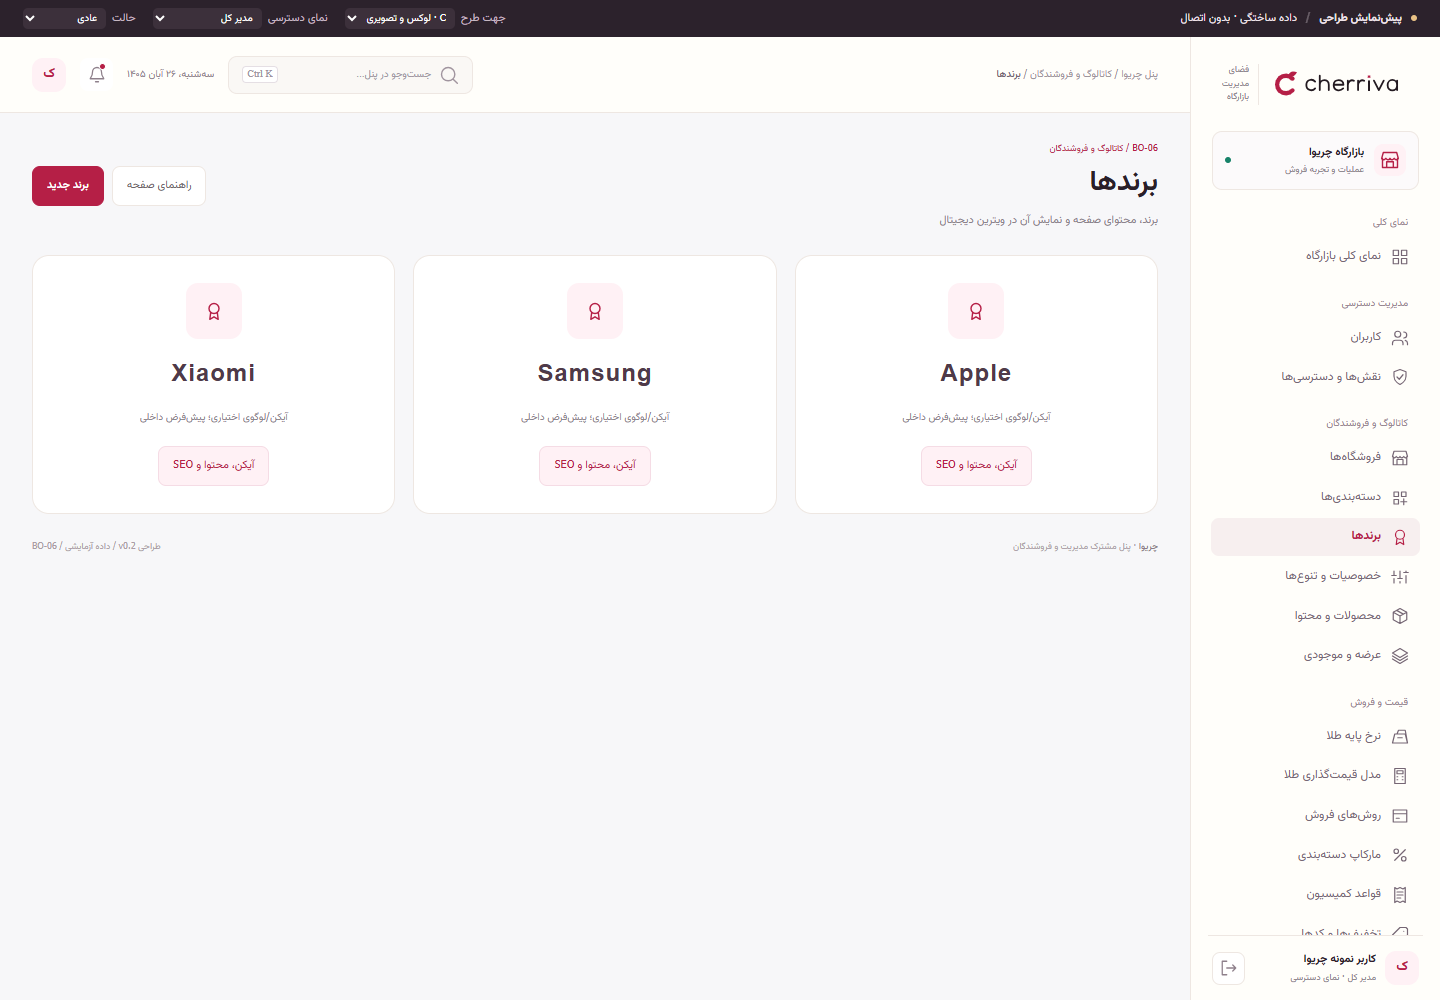 پیش‌نمایش طراحی / داده ساختگی · بدون اتصال
جهت طرح C · لوکس و تصویری نمای دسترسی مدیر کل حالت عادی
cherriva
فضای
مدیریت
بازارگاه
پنل چریوا / کاتالوگ و فروشندگان / برندها
جست‌وجو در پنل... Ctrl K
سه‌شنبه، ۲۶ آبان ۱۴۰۵
ک
بازارگاه چریوا
عملیات و تجربه فروش
نمای کلی
نمای کلی بازارگاه
مدیریت دسترسی
کاربران
نقش‌ها و دسترسی‌ها
کاتالوگ و فروشندگان
فروشگاه‌ها
دسته‌بندی‌ها
برندها
خصوصیات و تنوع‌ها
محصولات و محتوا
عرضه و موجودی
قیمت و فروش
نرخ پایه طلا
مدل قیمت‌گذاری طلا
روش‌های فروش
مارکاپ دسته‌بندی
قواعد کمیسیون
تخفیف‌ها و کدها
ک
کاربر نمونه چریوا
مدیر کل · نمای دسترسی
BO-06 / کاتالوگ و فروشندگان
برندها
برند، محتوای صفحه و نمایش آن در ویترین دیجیتال
راهنمای صفحه
برند جدید
Apple
آیکن/لوگوی اختیاری؛ پیش‌فرض داخلی
آیکن، محتوا و SEO
Samsung
آیکن/لوگوی اختیاری؛ پیش‌فرض داخلی
آیکن، محتوا و SEO
Xiaomi
آیکن/لوگوی اختیاری؛ پیش‌فرض داخلی
آیکن، محتوا و SEO
چریوا · پنل مشترک مدیریت و فروشندگان
طراحی v0.2 / داده آزمایشی / BO-06